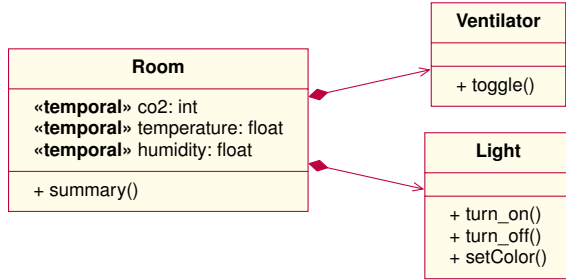 Room
«temporal» co2: int
«temporal» temperature: float
«temporal» humidity: float
+ summary()
Ventilator
+ toggle()
Light
+ turn_on()
+ turn_off()
+ setColor()